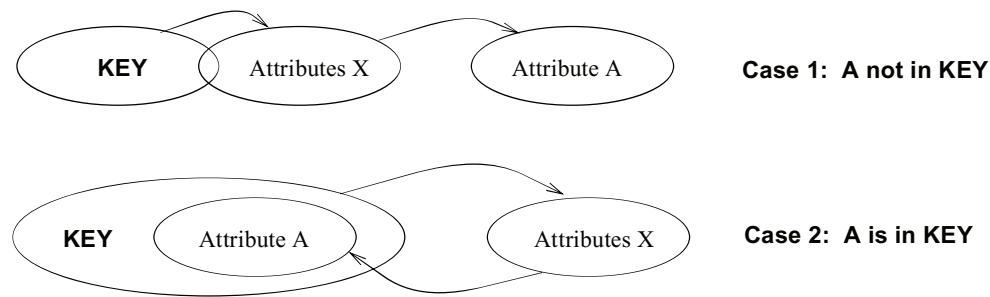 KEY Attributes X Attribute A Case 1: A not in KEY
KEY Attribute A Attributes X Case 2: A is in KEY